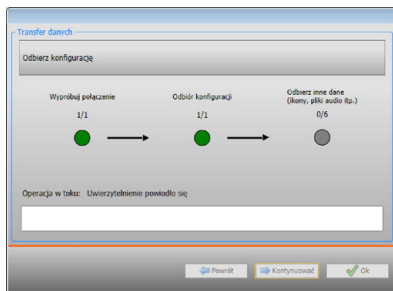 Transfer danych
Odbierz konfigurację
Wypróbuj połączenie
1/1
Odbiór konfiguracji
1/1
Odbierz inne dane
(ikony, pliki audio itp.)
0/6
Operacja w toku: Uwierzytelnienie powiodło się
Powrót
Kontynuować
Ok